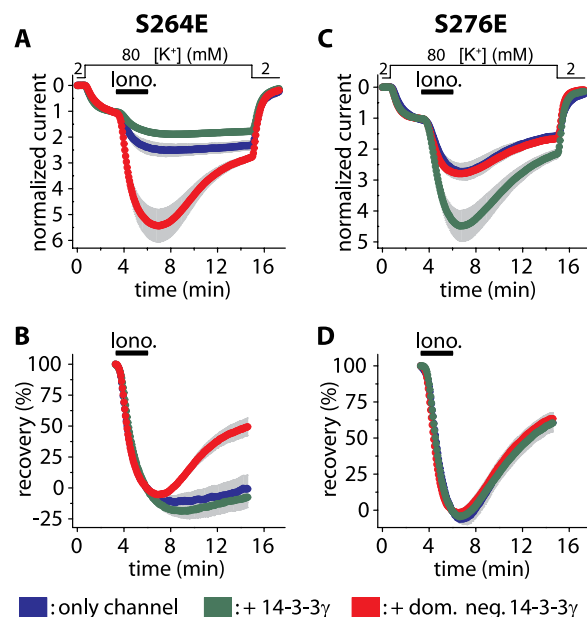 S264E
S276E
A
2 80 [K⁺] (mM) 2
Iono.
normalized current
0
1
2
3
4
5
6
0 4 8 12 16
time (min)
C
2 80 [K⁺] (mM) 2
Iono.
normalized current
0
1
2
3
4
5
0 4 8 12 16
time (min)
B
Iono.
recovery (%)
100
75
50
25
0
-25
0 4 8 12 16
time (min)
D
Iono.
recovery (%)
100
75
50
25
0
0 4 8 12 16
time (min)
: only channel : + 14-3-3γ : + dom. neg. 14-3-3γ